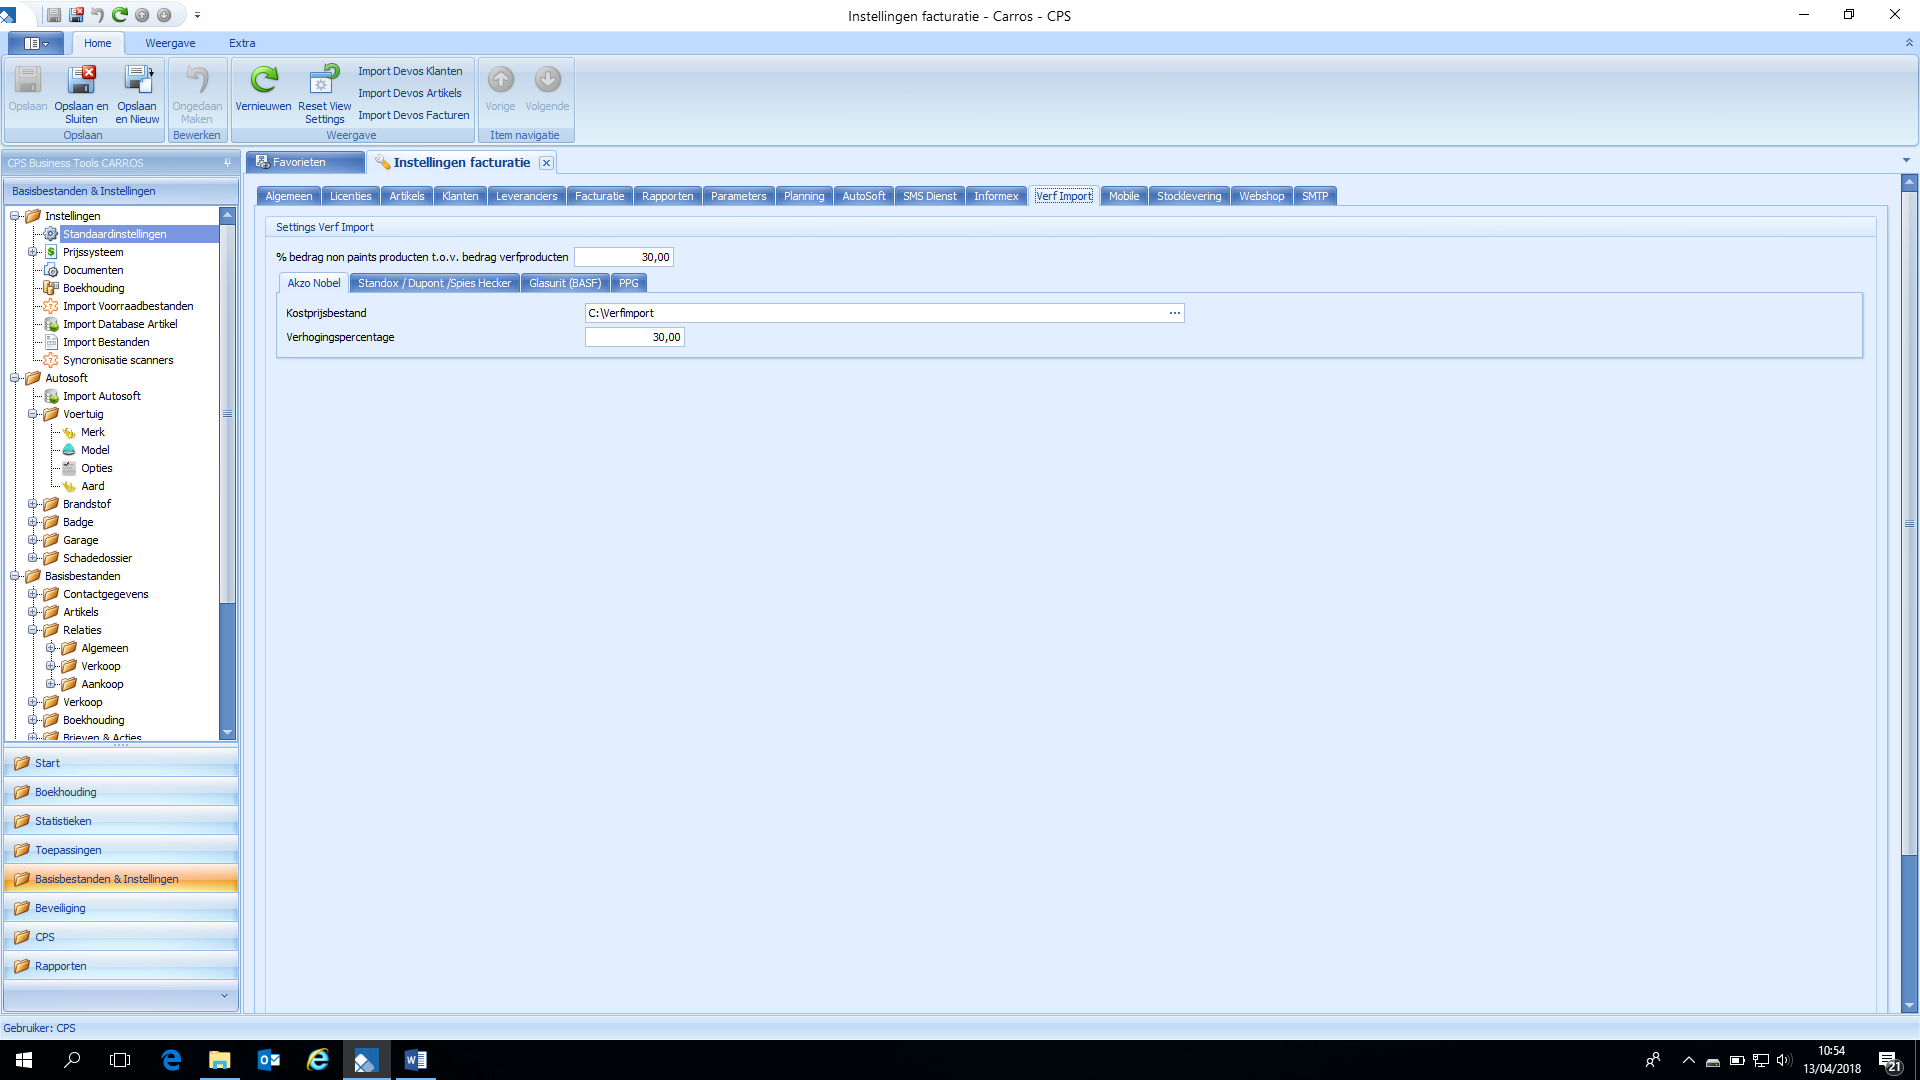 Instellingen facturatie - Carros - CPS
Home Weergave Extra
Opslaan
Opslaan en Sluiten
Opslaan en Nieuw
Opslaan
Ongedaan Maken
Bewerken
Vernieuwen
Reset View Settings
Import Devos Klanten
Import Devos Artikels
Import Devos Facturen
Weergave
Vorige Volgende
Item navigatie
CPS Business Tools CARROS
Favorieten
Instellingen facturatie
Basisbestanden & Instellingen
Algemeen Licenties Artikels Klanten Leveranciers Facturatie Rapporten Parameters Planning AutoSoft SMS Dienst Informex Verf Import Mobile Stocklevering Webshop SMTP
Settings Verf Import
% bedrag non paints producten t.o.v. bedrag verfproducten 30,00
Akzo Nobel Standox / Dupont /Spies Hecker Glasurit (BASF) PPG
Kostprijsbestand C:\Verfimport ...
Verhogingspercentage 30,00
Instellingen
Standaardinstellingen
Prijssysteem
Documenten
Boekhouding
Import Voorraadbestanden
Import Database Artikel
Import Bestanden
Syncronisatie scanners
Autosoft
Import Autosoft
Voertuig
Merk
Model
Opties
Aard
Brandstof
Badge
Garage
Schadedossier
Basisbestanden
Contactgegevens
Artikels
Relaties
Algemeen
Verkoop
Aankoop
Verkoop
Boekhouding
Brieven & Acties
Start
Boekhouding
Statistieken
Toepassingen
Basisbestanden & Instellingen
Beveiliging
CPS
Rapporten
Gebruiker: CPS
10:54
13/04/2018
21